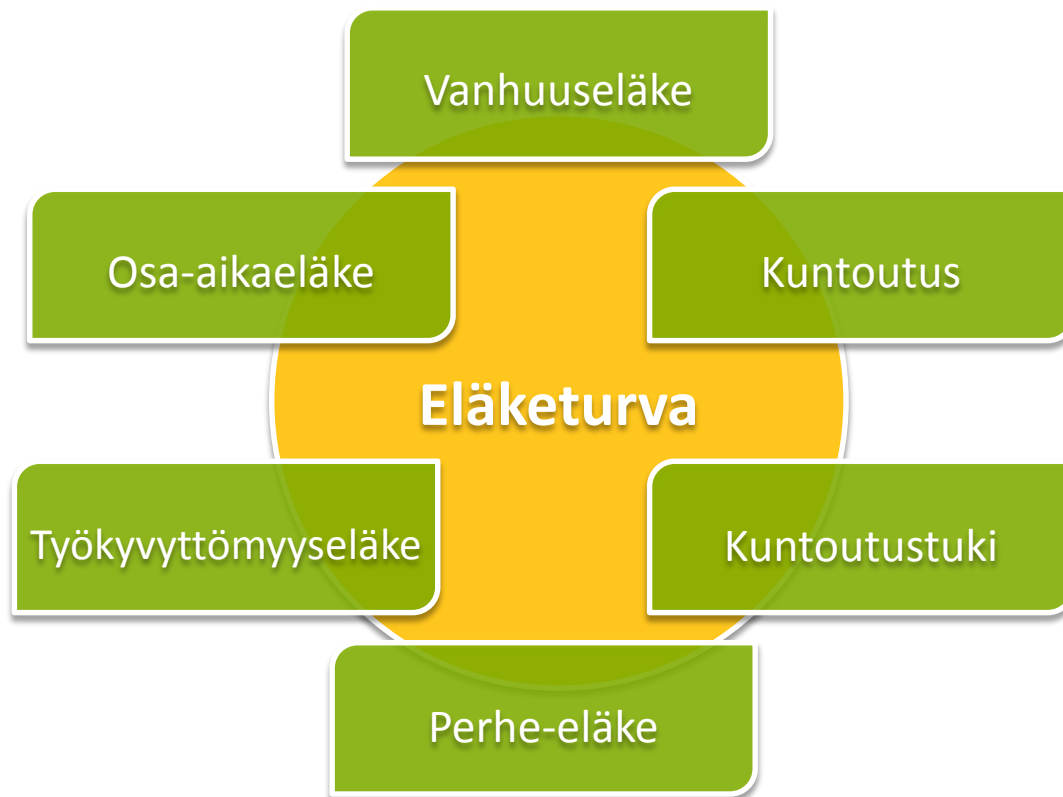 Vanhuuseläke
Osa-aikaeläke
Kuntoutus
Eläketurva
Työkyvyttömyyseläke
Kuntoutustuki
Perhe-eläke